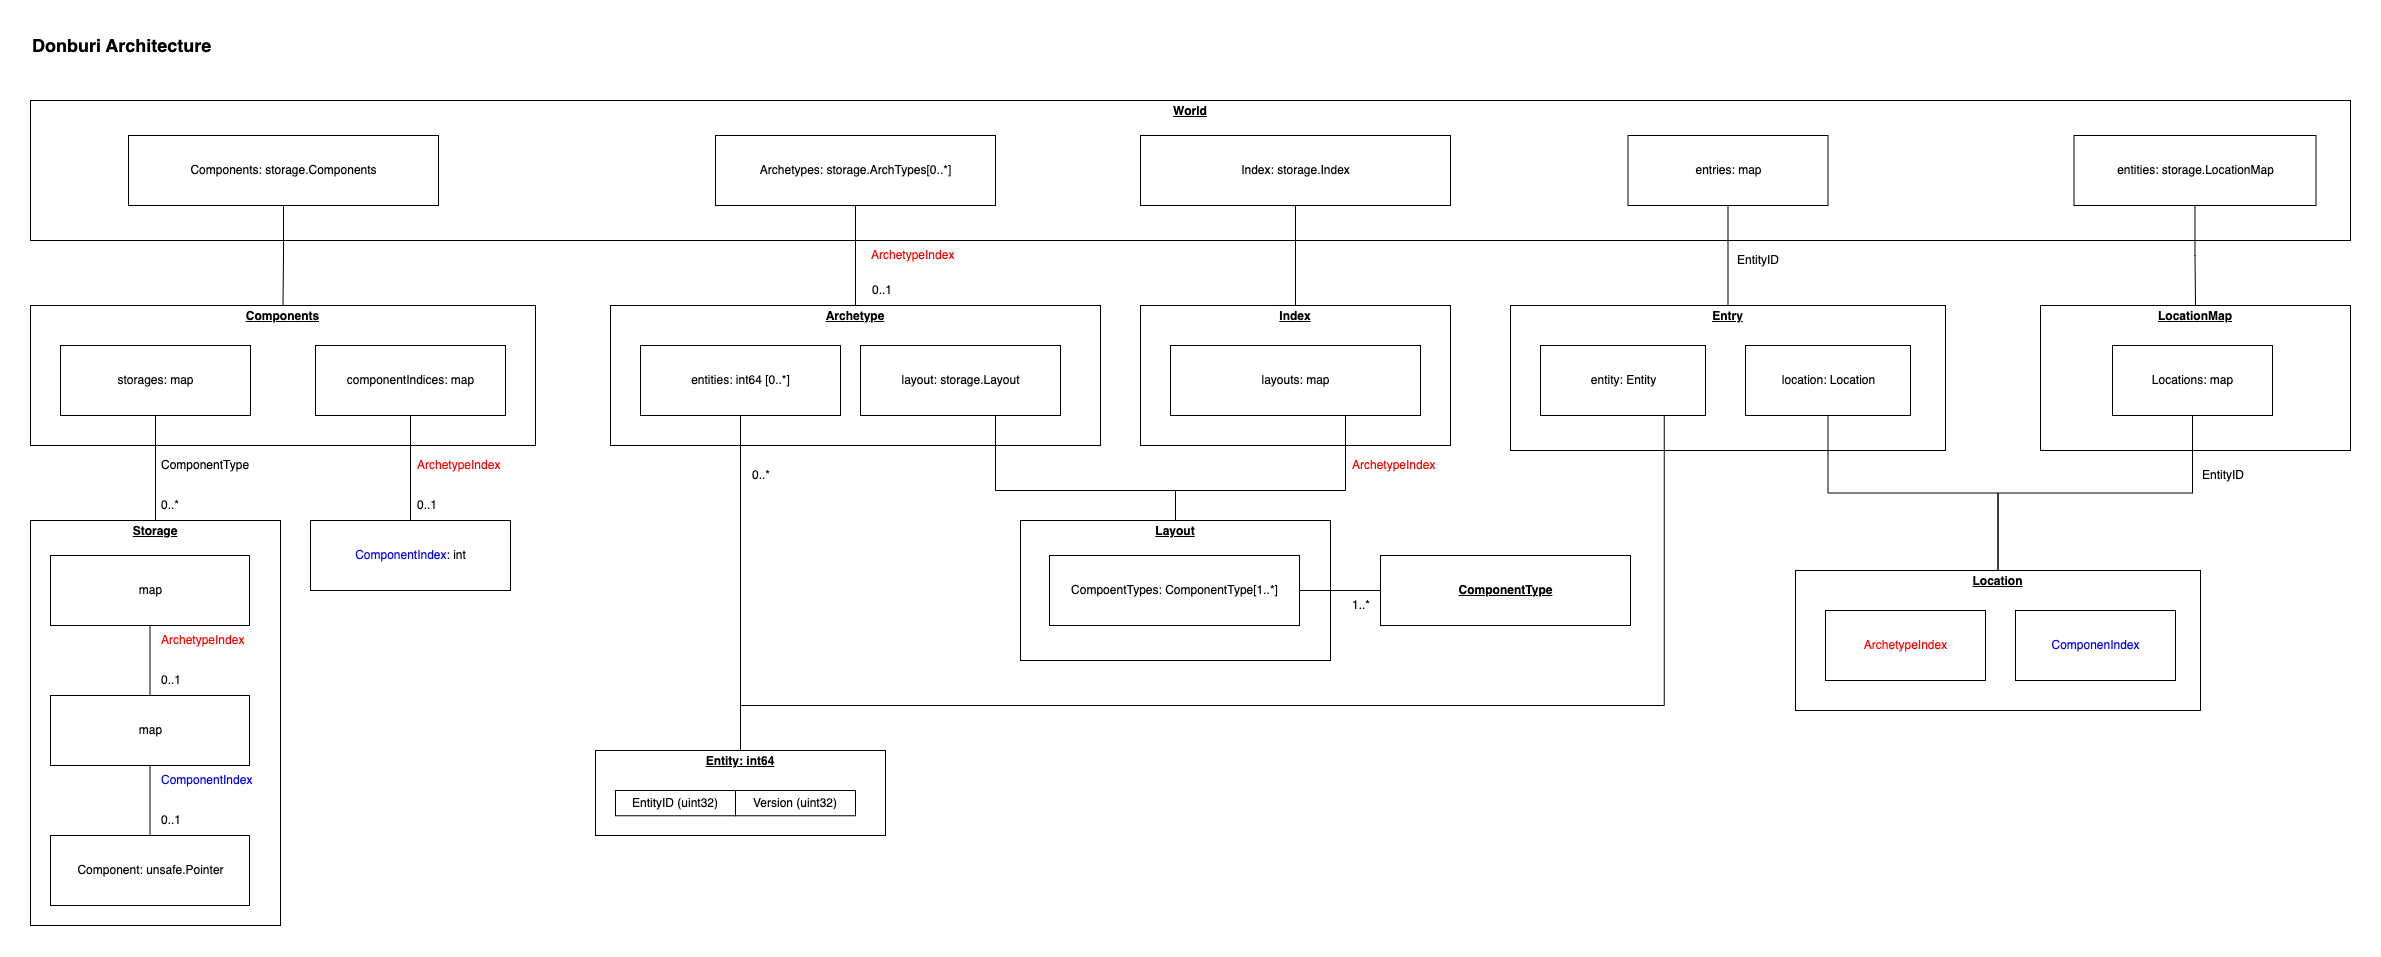 Donburi Architecture
World
Components: storage.Components
Archetypes: storage.ArchTypes[0..*]
Index: storage.Index
entries: map
entities: storage.LocationMap
ArchetypeIndex
0..1
EntityID
Components
storages: map
componentIndices: map
Archetype
entities: int64 [0..*]
layout: storage.Layout
Index
layouts: map
Entry
entity: Entity
location: Location
LocationMap
Locations: map
ComponentType
0..*
ArchetypeIndex
0..1
0..*
ArchetypeIndex
EntityID
Storage
map
ArchetypeIndex
0..1
map
ComponentIndex
0..1
Component: unsafe.Pointer
ComponentIndex: int
Layout
CompoentTypes: ComponentType[1..*]
1..*
ComponentType
Location
ArchetypeIndex
ComponenIndex
Entity: int64
EntityID (uint32)
Version (uint32)